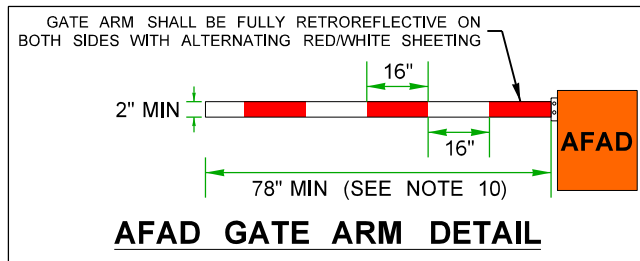 GATE ARM SHALL BE FULLY RETROREFLECTIVE ON
BOTH SIDES WITH ALTERNATING RED/WHITE SHEETING
16"
2" MIN
AFAD
16"
78" MIN (SEE NOTE 10)
AFAD GATE ARM DETAIL